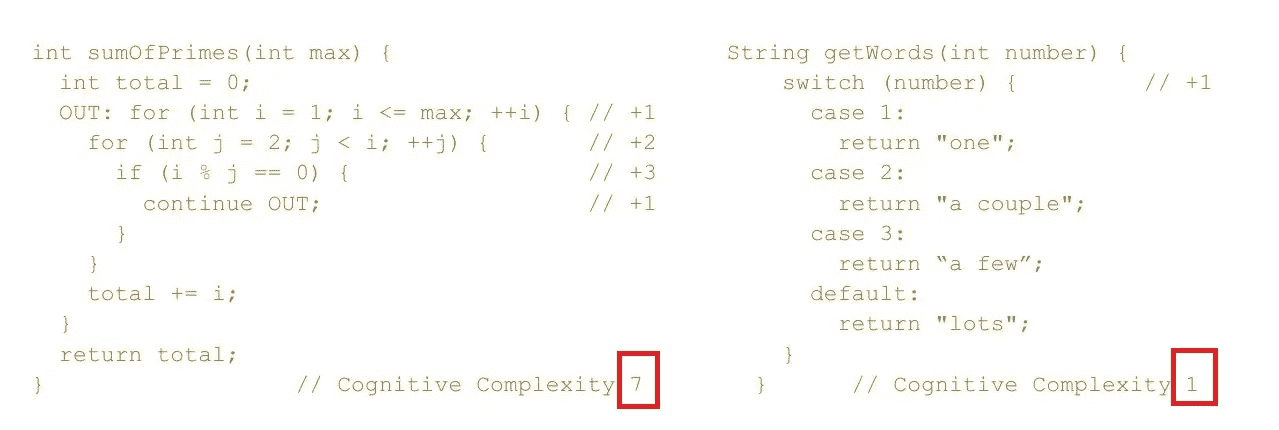 int sumOfPrimes(int max) {
  int total = 0;
  OUT: for (int i = 1; i <= max; ++i) { // +1
    for (int j = 2; j < i; ++j) {       // +2
      if (i % j == 0) {                 // +3
        continue OUT;                   // +1
      }
    }
    total += i;
  }
  return total;
}                  // Cognitive Complexity 7
String getWords(int number) {
    switch (number) {         // +1
      case 1:
        return "one";
      case 2:
        return "a couple";
      case 3:
        return “a few”;
      default:
        return "lots";
    }
  }      // Cognitive Complexity 1